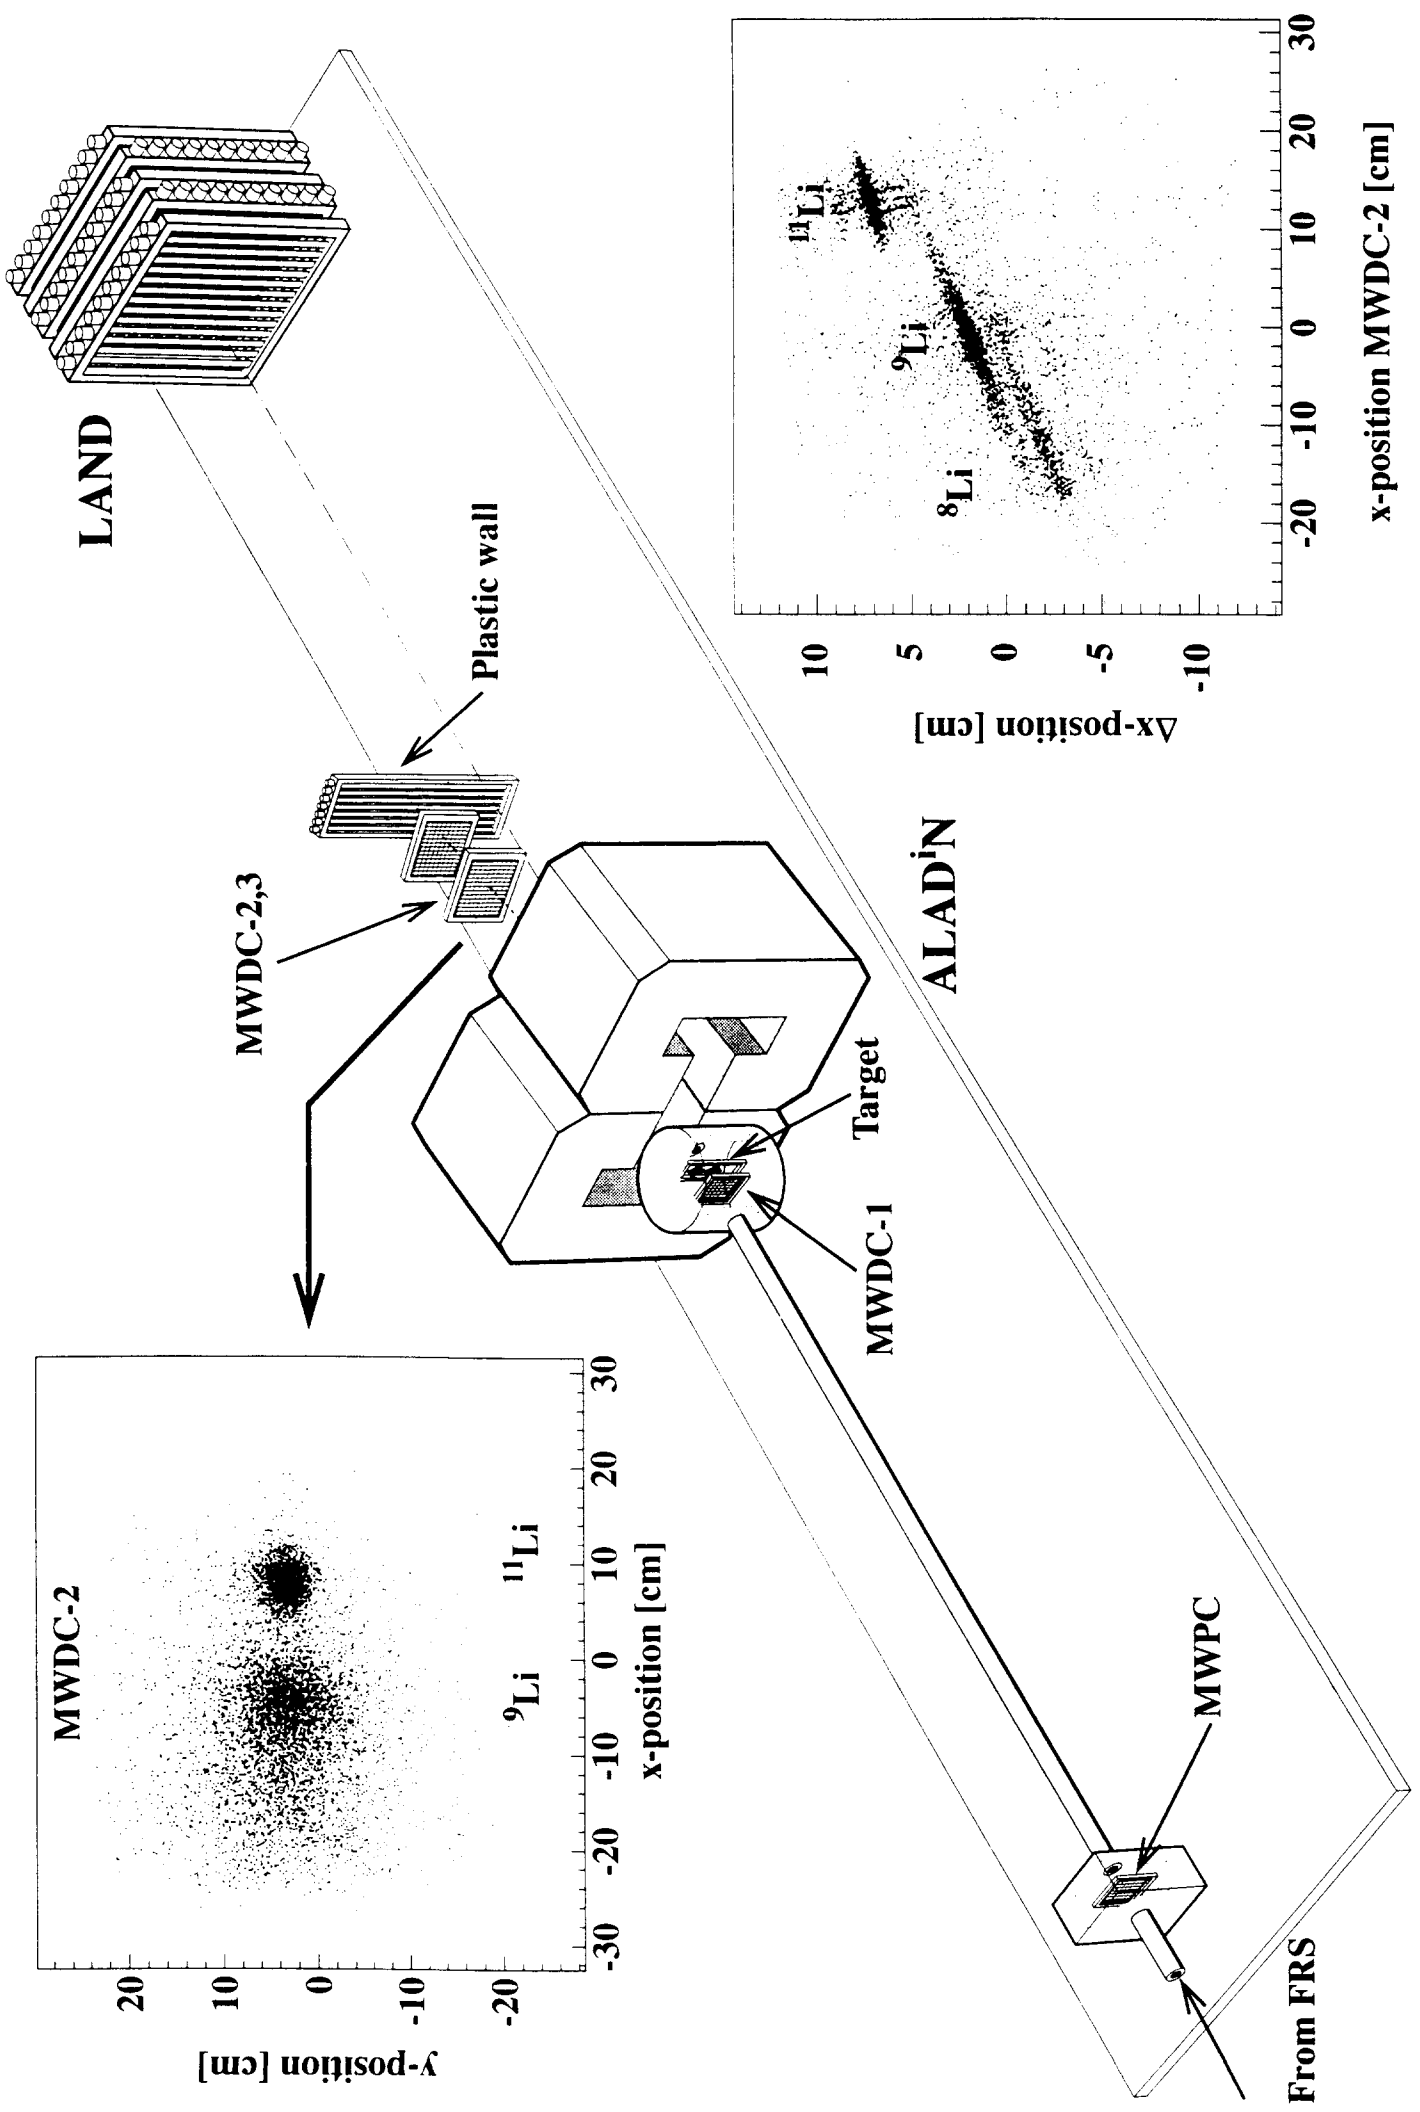 MWDC-2
y-position [cm]
20
10
0
-10
-20
-30
-20
-10
0
10
20
30
⁹Li
¹¹Li
x-position [cm]
MWDC-2,3
Plastic wall
LAND
From FRS
MWPC
MWDC-1
Target
ALADiN
Δx-position [cm]
10
5
0
-5
-10
⁸Li
⁹Li
¹¹Li
-20
-10
0
10
20
30
x-position MWDC-2 [cm]